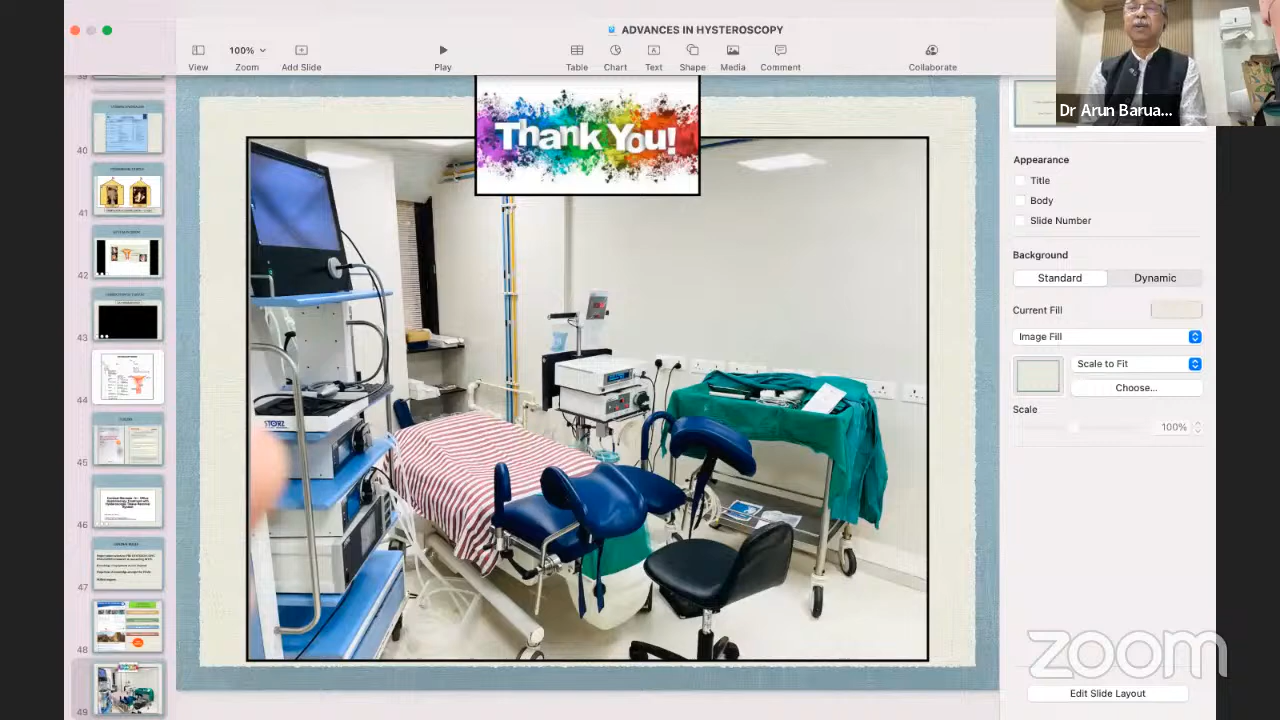 ADVANCES IN HYSTEROSCOPY
100%
View
Zoom
Add Slide
Play
Table
Chart
Text
Shape
Media
Comment
Collaborate
Dr Arun Barua...
Thank You!
STORZ
40
41
42
43
44
45
46
47
48
49
Appearance
Title
Body
Slide Number
Background
Standard
Dynamic
Current Fill
Image Fill
Scale to Fit
Choose...
Scale
100%
zoom
Edit Slide Layout